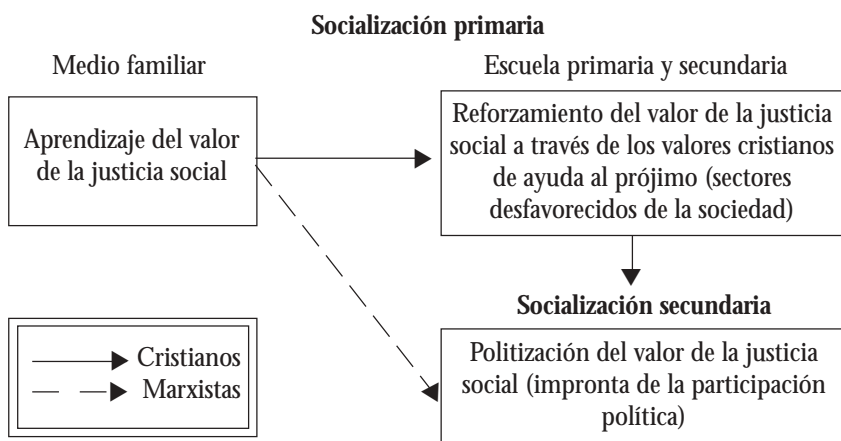 Socialización primaria
Medio familiar
Escuela primaria y secundaria
Aprendizaje del valor
de la justicia social
Reforzamiento del valor de la justicia
social a través de los valores cristianos
de ayuda al prójimo (sectores
desfavorecidos de la sociedad)
Socialización secundaria
Politización del valor de la justicia
social (impronta de la participación
política)
Cristianos
Marxistas